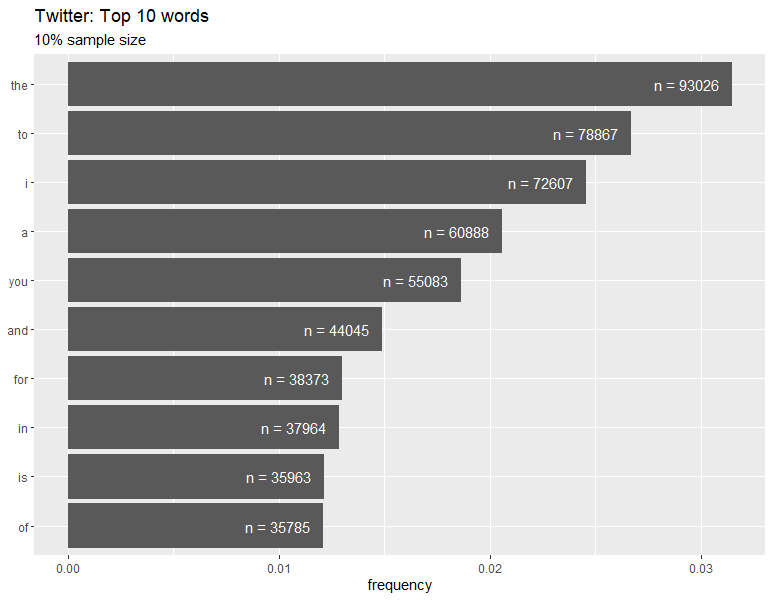 Twitter: Top 10 words
10% sample size
the n = 93026
to n = 78867
i n = 72607
a n = 60888
you n = 55083
and n = 44045
for n = 38373
in n = 37964
is n = 35963
of n = 35785
0.00 0.01 0.02 0.03
frequency